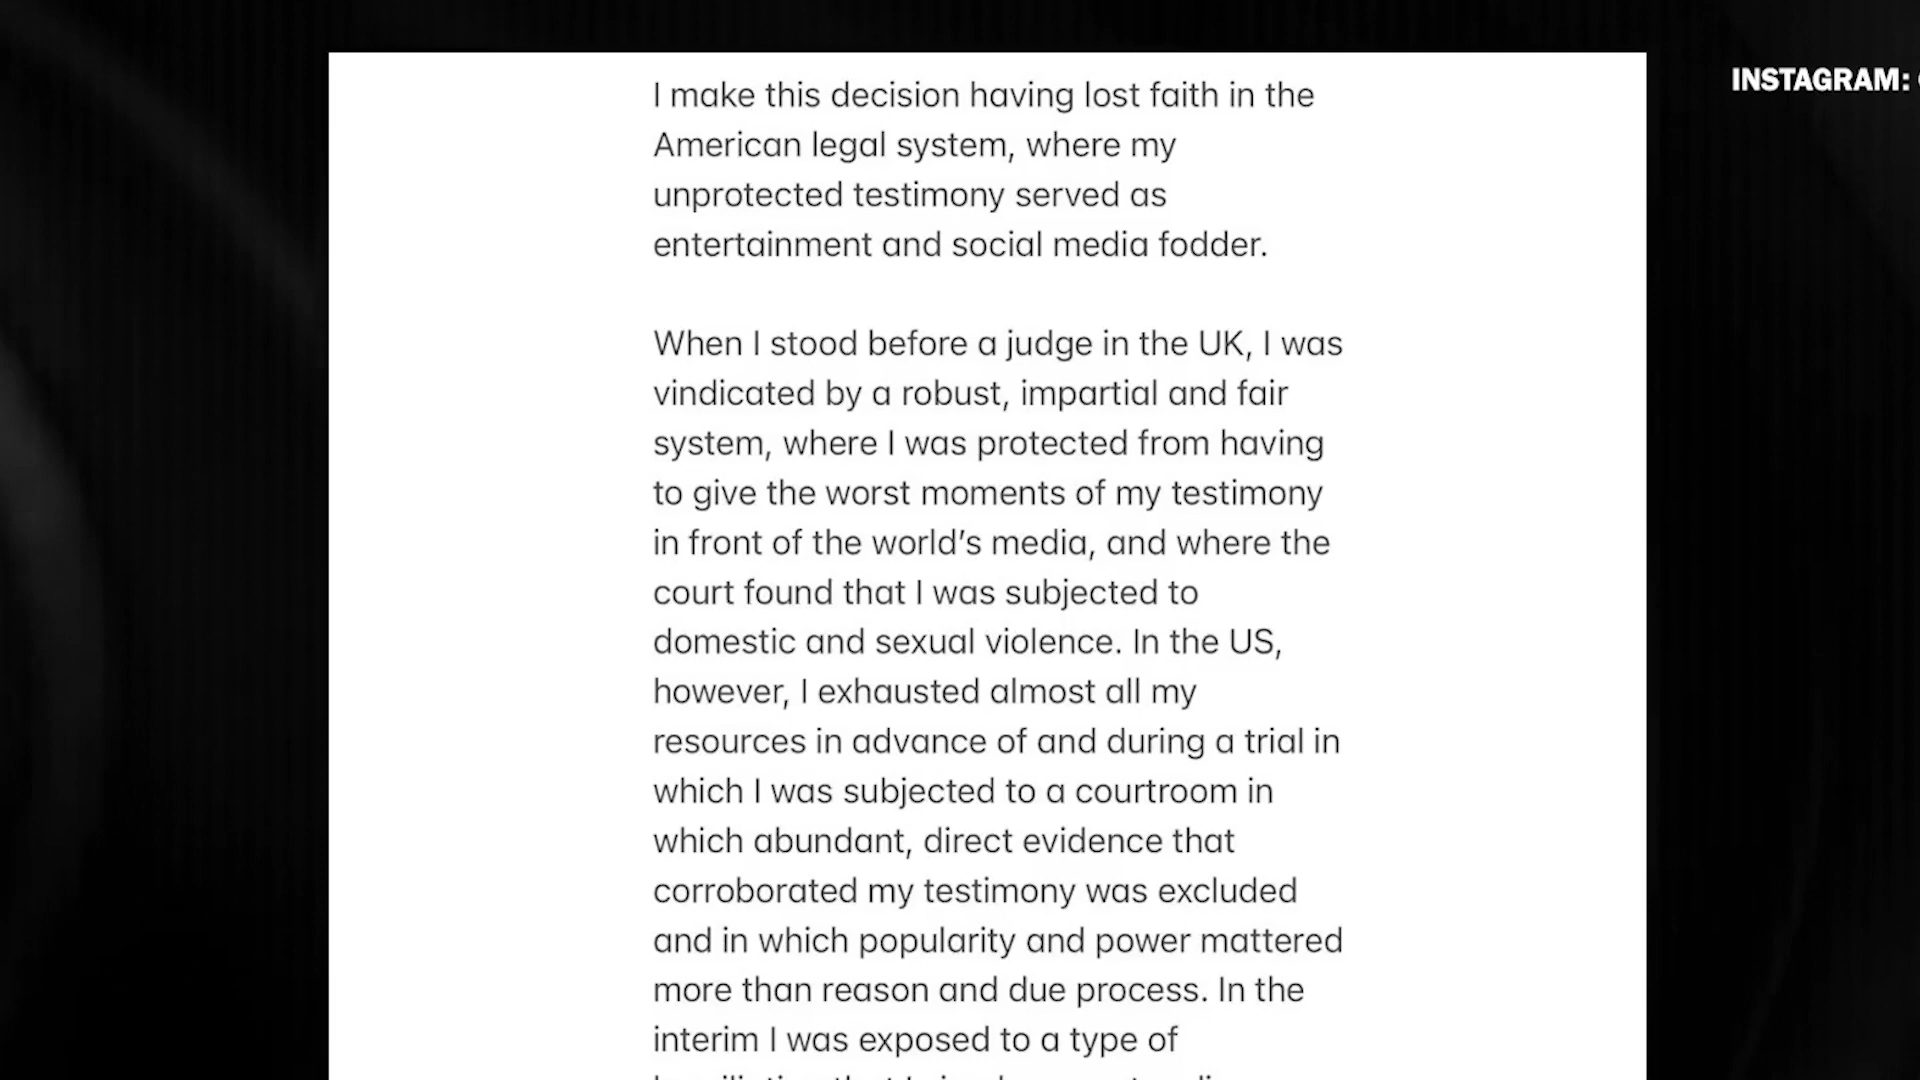 INSTAGRAM:
I make this decision having lost faith in the
American legal system, where my
unprotected testimony served as
entertainment and social media fodder.
When I stood before a judge in the UK, I was
vindicated by a robust, impartial and fair
system, where I was protected from having
to give the worst moments of my testimony
in front of the world's media, and where the
court found that I was subjected to
domestic and sexual violence. In the US,
however, I exhausted almost all my
resources in advance of and during a trial in
which I was subjected to a courtroom in
which abundant, direct evidence that
corroborated my testimony was excluded
and in which popularity and power mattered
more than reason and due process. In the
interim I was exposed to a type of